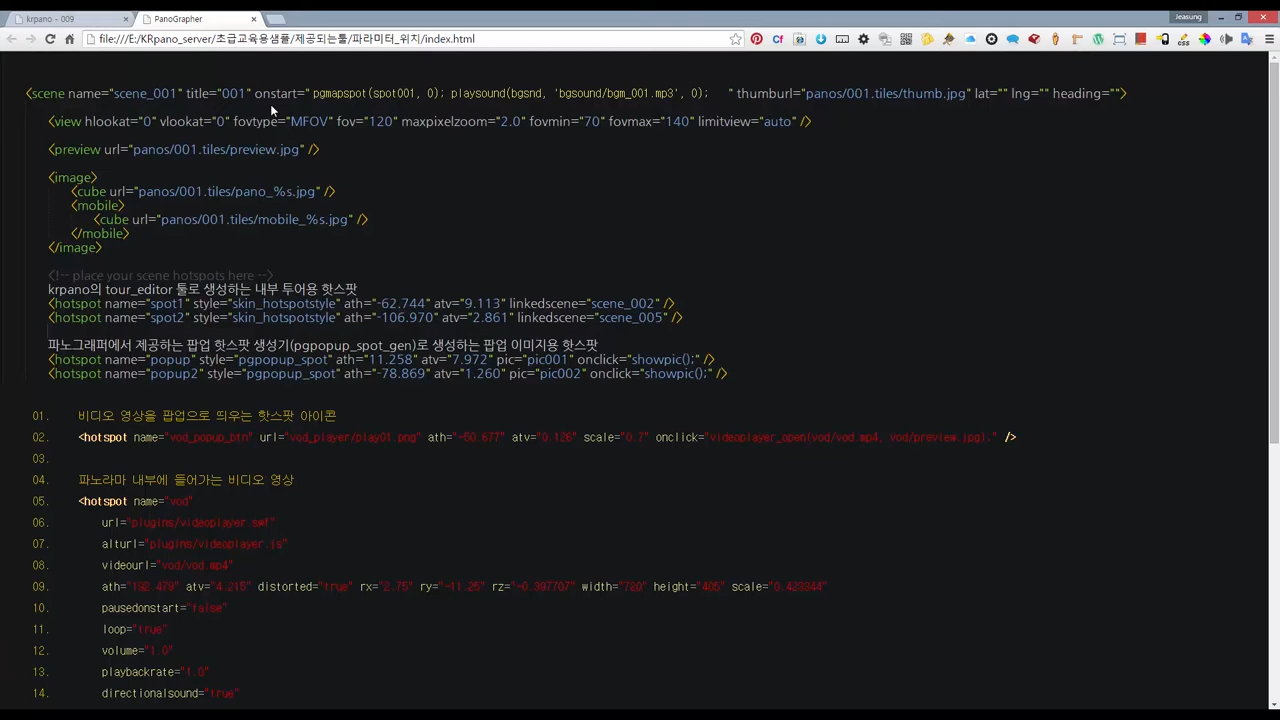 krpano - 009
PanoGrapher
Jeasung
file:///E:/KRpano_server/초급교육용샘플/제공되는툴/파라미터_위치/index.html
<scene name="scene_001" title="001" onstart=" pgmapspot(spot001, 0); playsound(bgsnd, 'bgsound/bgm_001.mp3', 0); " thumburl="panos/001.tiles/thumb.jpg" lat="" lng="" heading="">
<view hlookat="0" vlookat="0" fovtype="MFOV" fov="120" maxpixelzoom="2.0" fovmin="70" fovmax="140" limitview="auto" />
<preview url="panos/001.tiles/preview.jpg" />
<image>
<cube url="panos/001.tiles/pano_%s.jpg" />
<mobile>
<cube url="panos/001.tiles/mobile_%s.jpg" />
</mobile>
</image>
<!-- place your scene hotspots here -->
krpano의 tour_editor 툴로 생성하는 내부 투어용 핫스팟
<hotspot name="spot1" style="skin_hotspotstyle" ath="-62.744" atv="9.113" linkedscene="scene_002" />
<hotspot name="spot2" style="skin_hotspotstyle" ath="-106.970" atv="2.861" linkedscene="scene_005" />
파노그래퍼에서 제공하는 팝업 핫스팟 생성기(pgpopup_spot_gen)로 생성하는 팝업 이미지용 핫스팟
<hotspot name="popup" style="pgpopup_spot" ath="11.258" atv="7.972" pic="pic001" onclick="showpic();" />
<hotspot name="popup2" style="pgpopup_spot" ath="-78.869" atv="1.260" pic="pic002" onclick="showpic();" />
01. 비디오 영상을 팝업으로 띄우는 핫스팟 아이콘
02. <hotspot name="vod_popup_btn" url="vod_player/play01.png" ath="-50.677" atv="0.126" scale="0.7" onclick="videoplayer_open(vod/vod.mp4, vod/preview.jpg);" />
03.
04. 파노라마 내부에 들어가는 비디오 영상
05. <hotspot name="vod"
06. url="plugins/videoplayer.swf"
07. alturl="plugins/videoplayer.js"
08. videourl="vod/vod.mp4"
09. ath="192.479" atv="4.215" distorted="true" rx="2.75" ry="-11.25" rz="-0.397707" width="720" height="405" scale="0.423344"
10. pausedonstart="false"
11. loop="true"
12. volume="1.0"
13. playbackrate="1.0"
14. directionalsound="true"